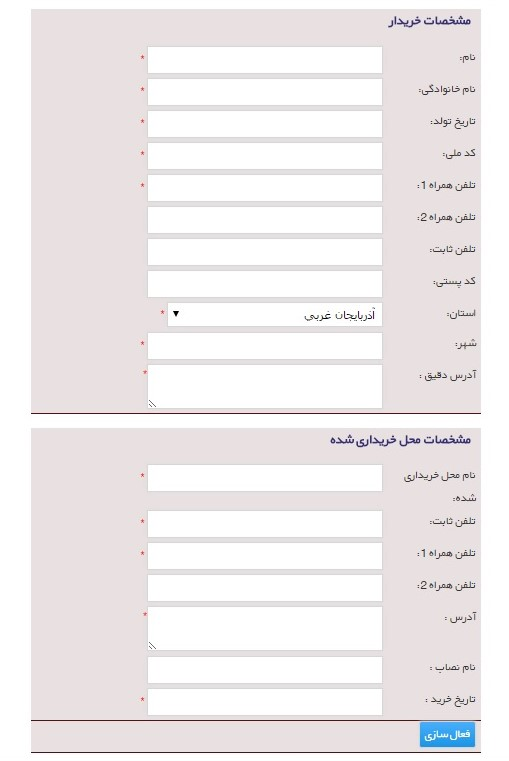 مشخصات خریدار
نام:
*
نام خانوادگی:
*
تاریخ تولد:
*
کد ملی:
*
تلفن همراه 1:
*
تلفن همراه 2:
تلفن ثابت:
کد پستی:
استان:
آذربایجان غربی
*
شهر:
*
آدرس دقیق :
*
مشخصات محل خریداری شده
نام محل خریداری
شده:
*
تلفن ثابت:
*
تلفن همراه 1:
*
تلفن همراه 2:
آدرس :
*
نام نصاب :
تاریخ خرید :
*
فعال سازی